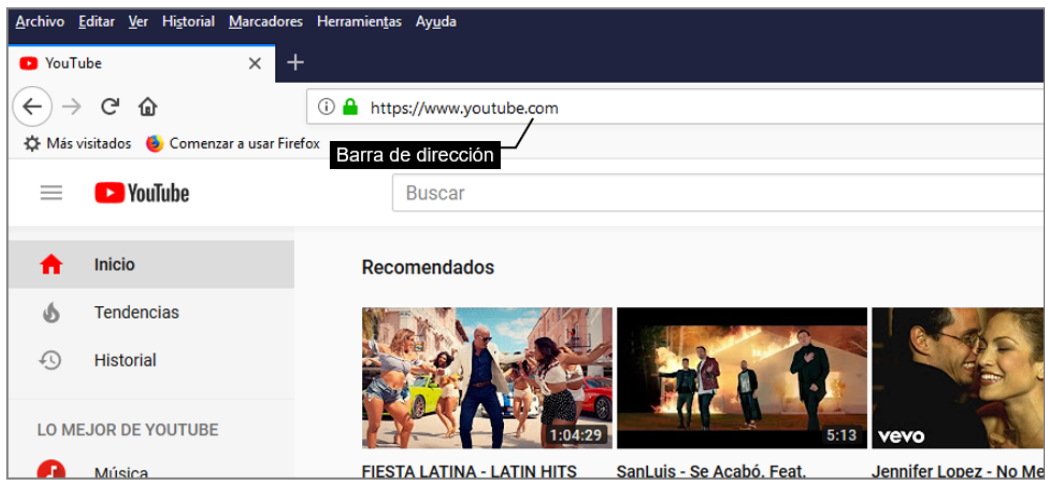 Archivo Editar Ver Historial Marcadores Herramientas Ayuda
YouTube
https://www.youtube.com
Más visitados Comenzar a usar Firefox
Barra de dirección
YouTube
Buscar
Inicio
Recomendados
Tendencias
Historial
LO MEJOR DE YOUTUBE
Música
1:04:29
5:13
vevo
FIESTA LATINA - LATIN HITS
SanLuis - Se Acabó. Feat.
Jennifer Lopez - No Me